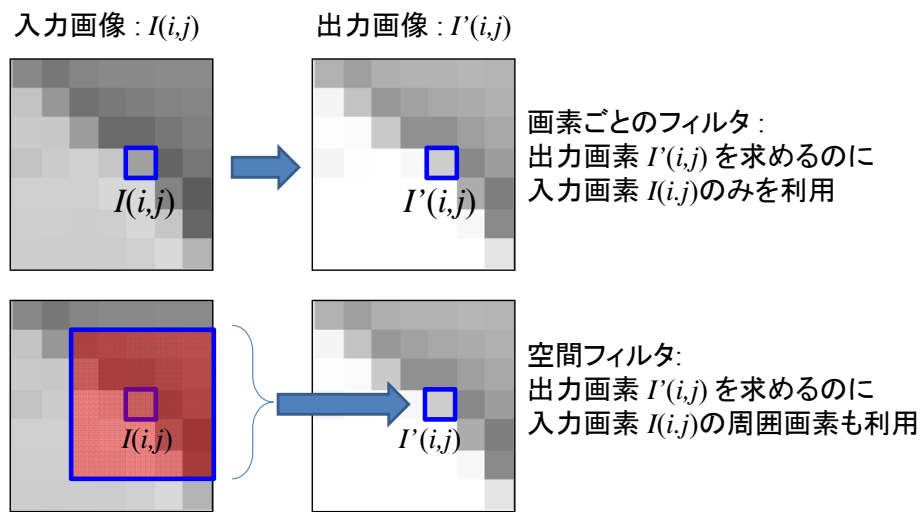 入力画像 : I(i,j)
出力画像 : I’(i,j)
I(i,j)
I’(i,j)
画素ごとのフィルタ :
出力画素 I’(i,j) を求めるのに
入力画素 I(i.j)のみを利用
I(i,j)
I’(i,j)
空間フィルタ:
出力画素 I’(i,j) を求めるのに
入力画素 I(i.j)の周囲画素も利用